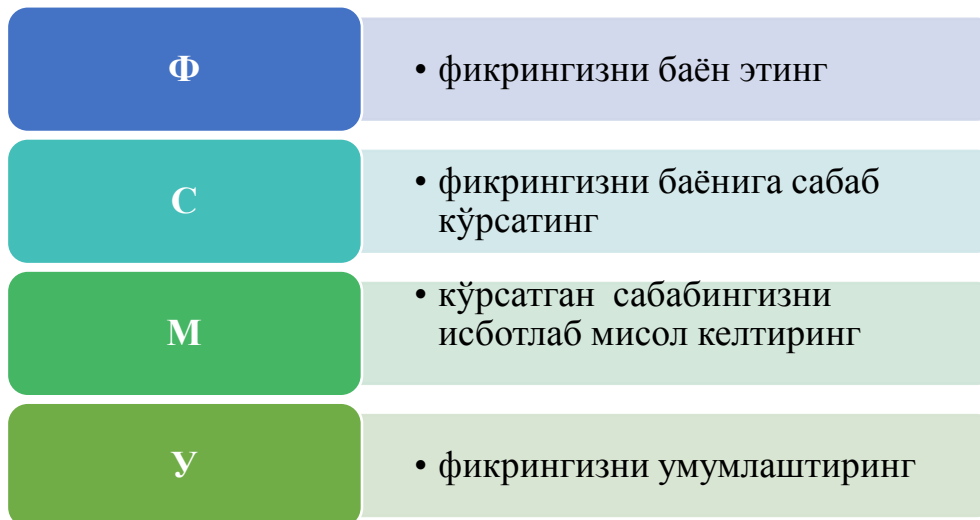 Ф
• фикрингизни баён этинг
С
• фикрингизни баёнига сабаб
кўрсатинг
М
• кўрсатган сабабингизни
исботлаб мисол келтиринг
У
• фикрингизни умумлаштиринг